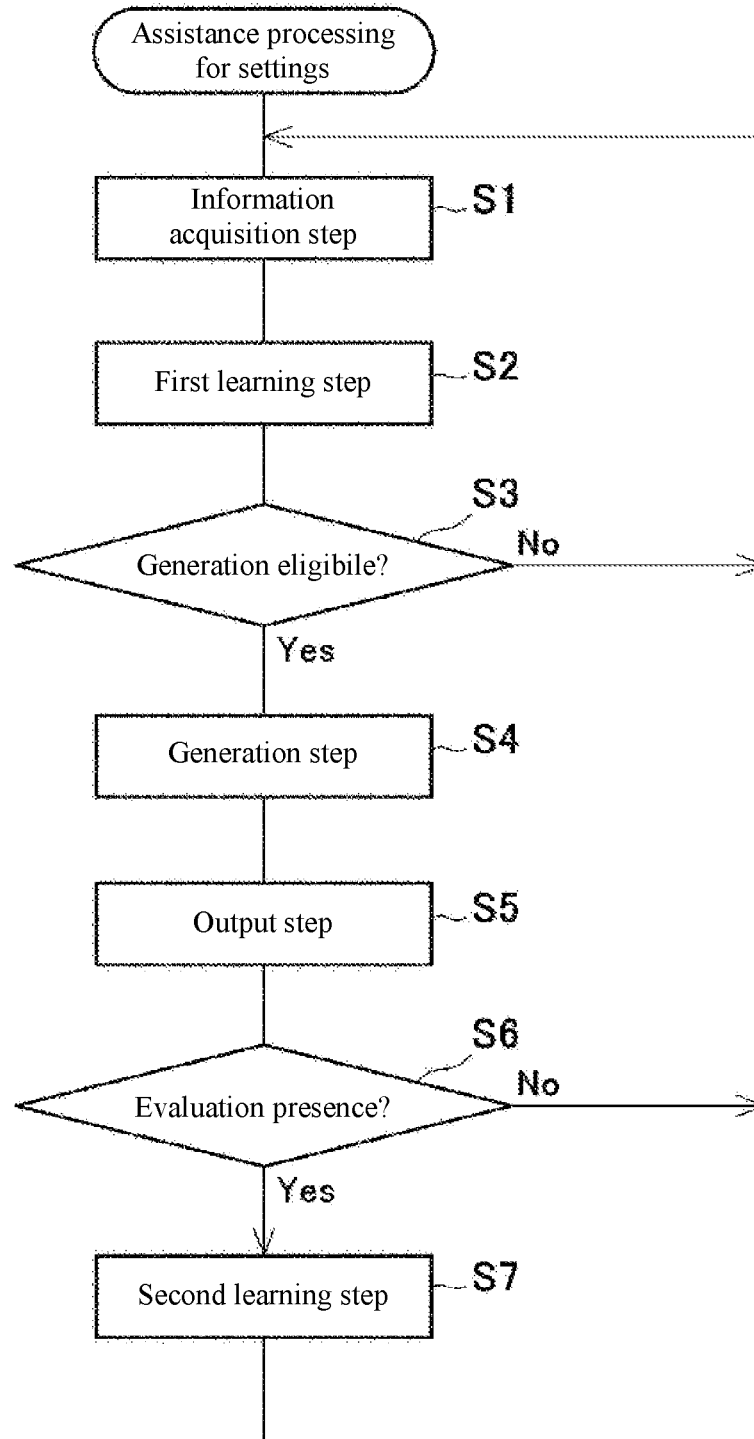 Assistance processing
for settings
Information
acquisition step
S1
First learning step
S2
S3
Generation eligibile?
No
Yes
Generation step
S4
Output step
S5
S6
Evaluation presence?
No
Yes
Second learning step
S7